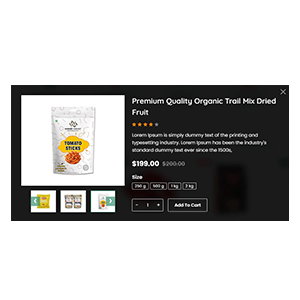 Premium Quality Organic Trail Mix Dried
Fruit
Lorem Ipsum is simply dummy text of the printing and
typesetting industry. Lorem Ipsum has been the industry's
standard dummy text ever since the 1500s,
$199.00 $200.00
Size
250 g 500 g 1 kg 2 kg
- 1 + Add To Cart
TOMATO
STICKS